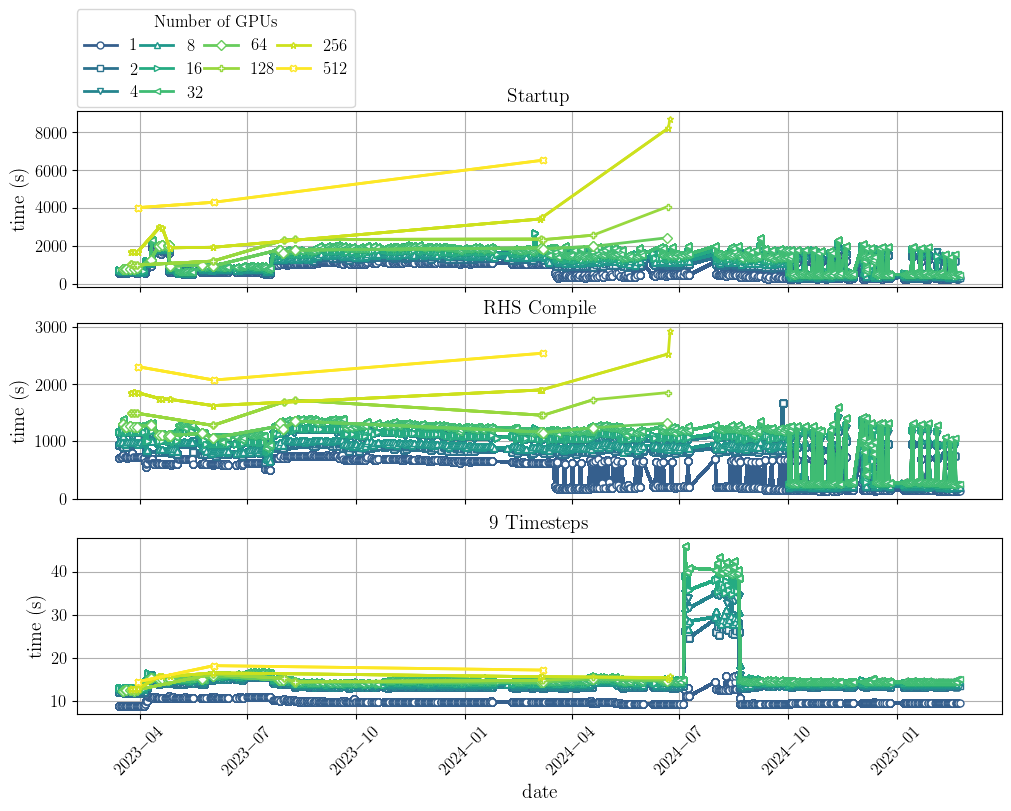 Number of GPUs
1 8 64 256
2 16 128 512
4 32
Startup
time (s)
8000
6000
4000
2000
0
RHS Compile
time (s)
3000
2000
1000
0
9 Timesteps
time (s)
40
30
20
10
2023−04
2023−07
2023−10
2024−01
2024−04
2024−07
2024−10
2025−01
date